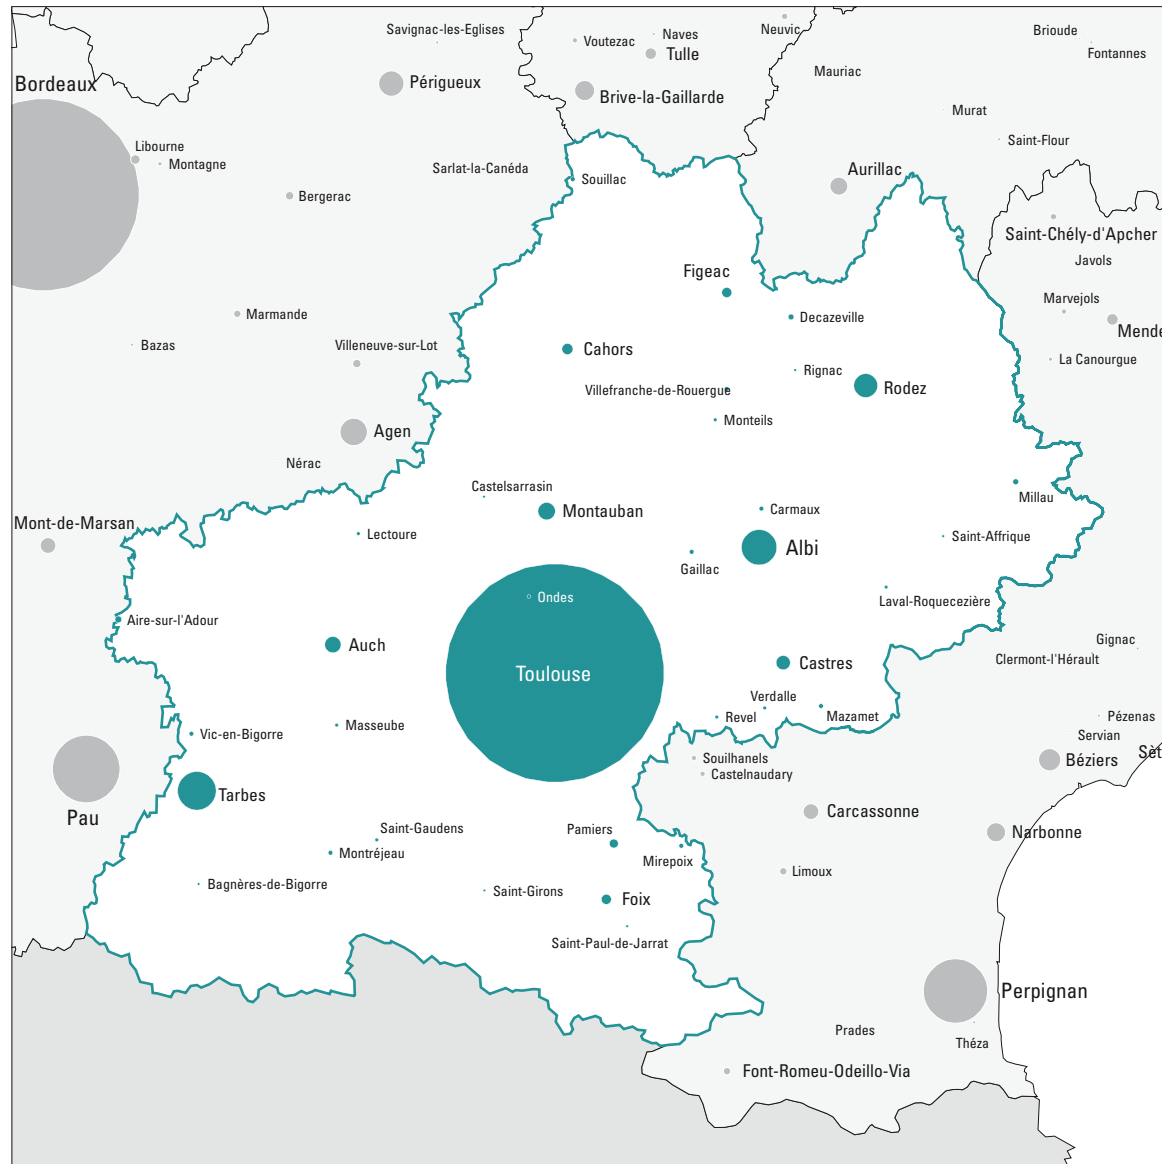 Savignac-les-Eglises
Neuvic
Brioude
Naves
Voutezac
Tulle
Fontannes
Mauriac
Bordeaux
Périgueux
Brive-la-Gaillarde
Murat
Saint-Flour
Libourne
Montagne
Sarlat-la-Canéda
Souillac
Aurillac
Bergerac
Saint-Chély-d'Apcher
Javols
Figeac
Marvejols
Marmande
Decazeville
Mende
Bazas
Villeneuve-sur-Lot
Cahors
La Canourgue
Rignac
Villefranche-de-Rouergue
Rodez
Monteils
Agen
Nérac
Castelsarrasin
Millau
Montauban
Carmaux
Mont-de-Marsan
Lectoure
Saint-Affrique
Albi
Gaillac
Ondes
Laval-Roquecezière
Aire-sur-l'Adour
Auch
Gignac
Clermont-l'Hérault
Castres
Toulouse
Verdalle
Revel
Mazamet
Pézenas
Masseube
Vic-en-Bigorre
Servian
Sèt
Souilhanels
Béziers
Castelnaudary
Tarbes
Pau
Carcassonne
Saint-Gaudens
Pamiers
Narbonne
Montréjeau
Mirepoix
Limoux
Bagnères-de-Bigorre
Saint-Girons
Foix
Saint-Paul-de-Jarrat
Perpignan
Prades
Théza
Font-Romeu-Odeillo-Via